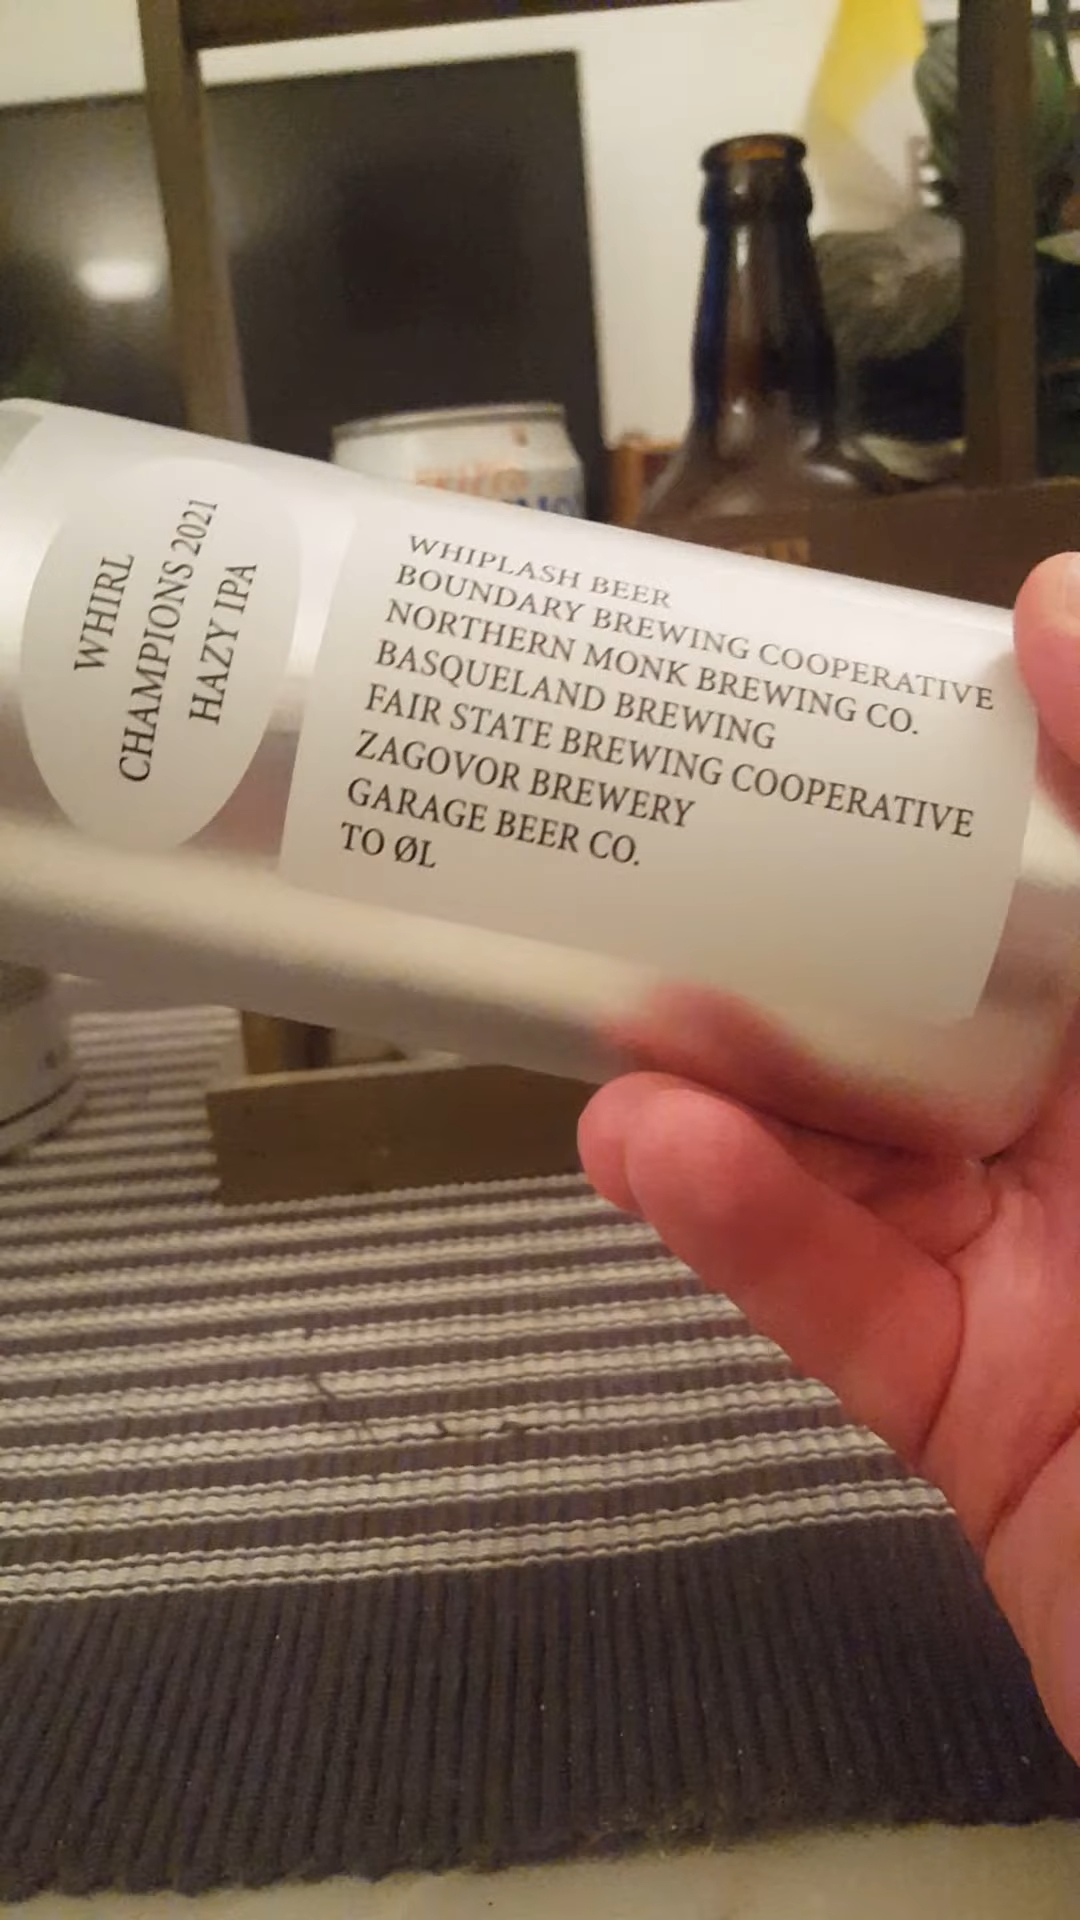 WHIRL
CHAMPIONS 2021
HAZY IPA
WHIPLASH BEER
BOUNDARY BREWING COOPERATIVE
NORTHERN MONK BREWING CO.
BASQUELAND BREWING
FAIR STATE BREWING COOPERATIVE
ZAGOVOR BREWERY
GARAGE BEER CO.
TO ØL